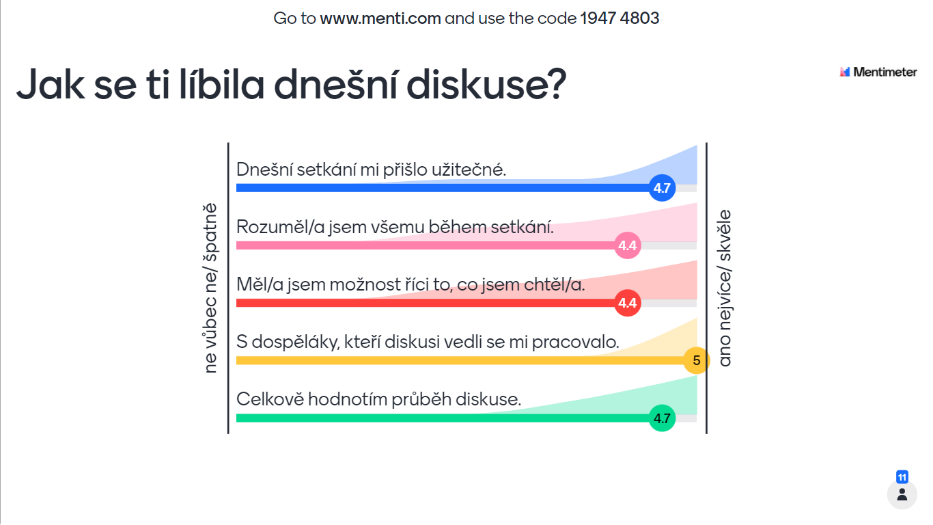 Go to www.menti.com and use the code 1947 4803
Jak se ti líbila dnešní diskuse?
Mentimeter
ne vůbec ne/ špatně
Dnešní setkání mi přišlo užitečné.
4.7
Rozuměl/a jsem všemu během setkání.
4.4
Měl/a jsem možnost říci to, co jsem chtěl/a.
4.4
S dospěláky, kteří diskusi vedli se mi pracovalo.
5
Celkově hodnotím průběh diskuse.
4.7
ano nejvíce/ skvěle
11